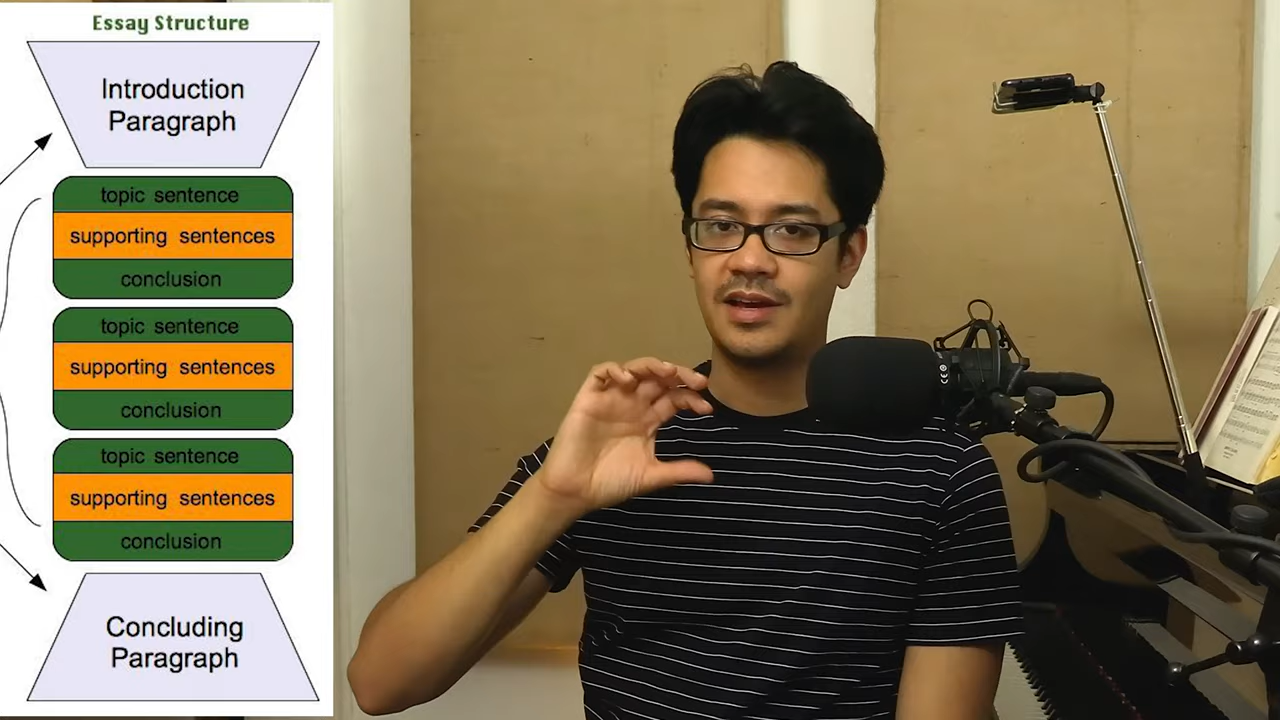 Essay Structure
Introduction
Paragraph
topic sentence
supporting sentences
conclusion
topic sentence
supporting sentences
conclusion
topic sentence
supporting sentences
conclusion
Concluding
Paragraph
CE